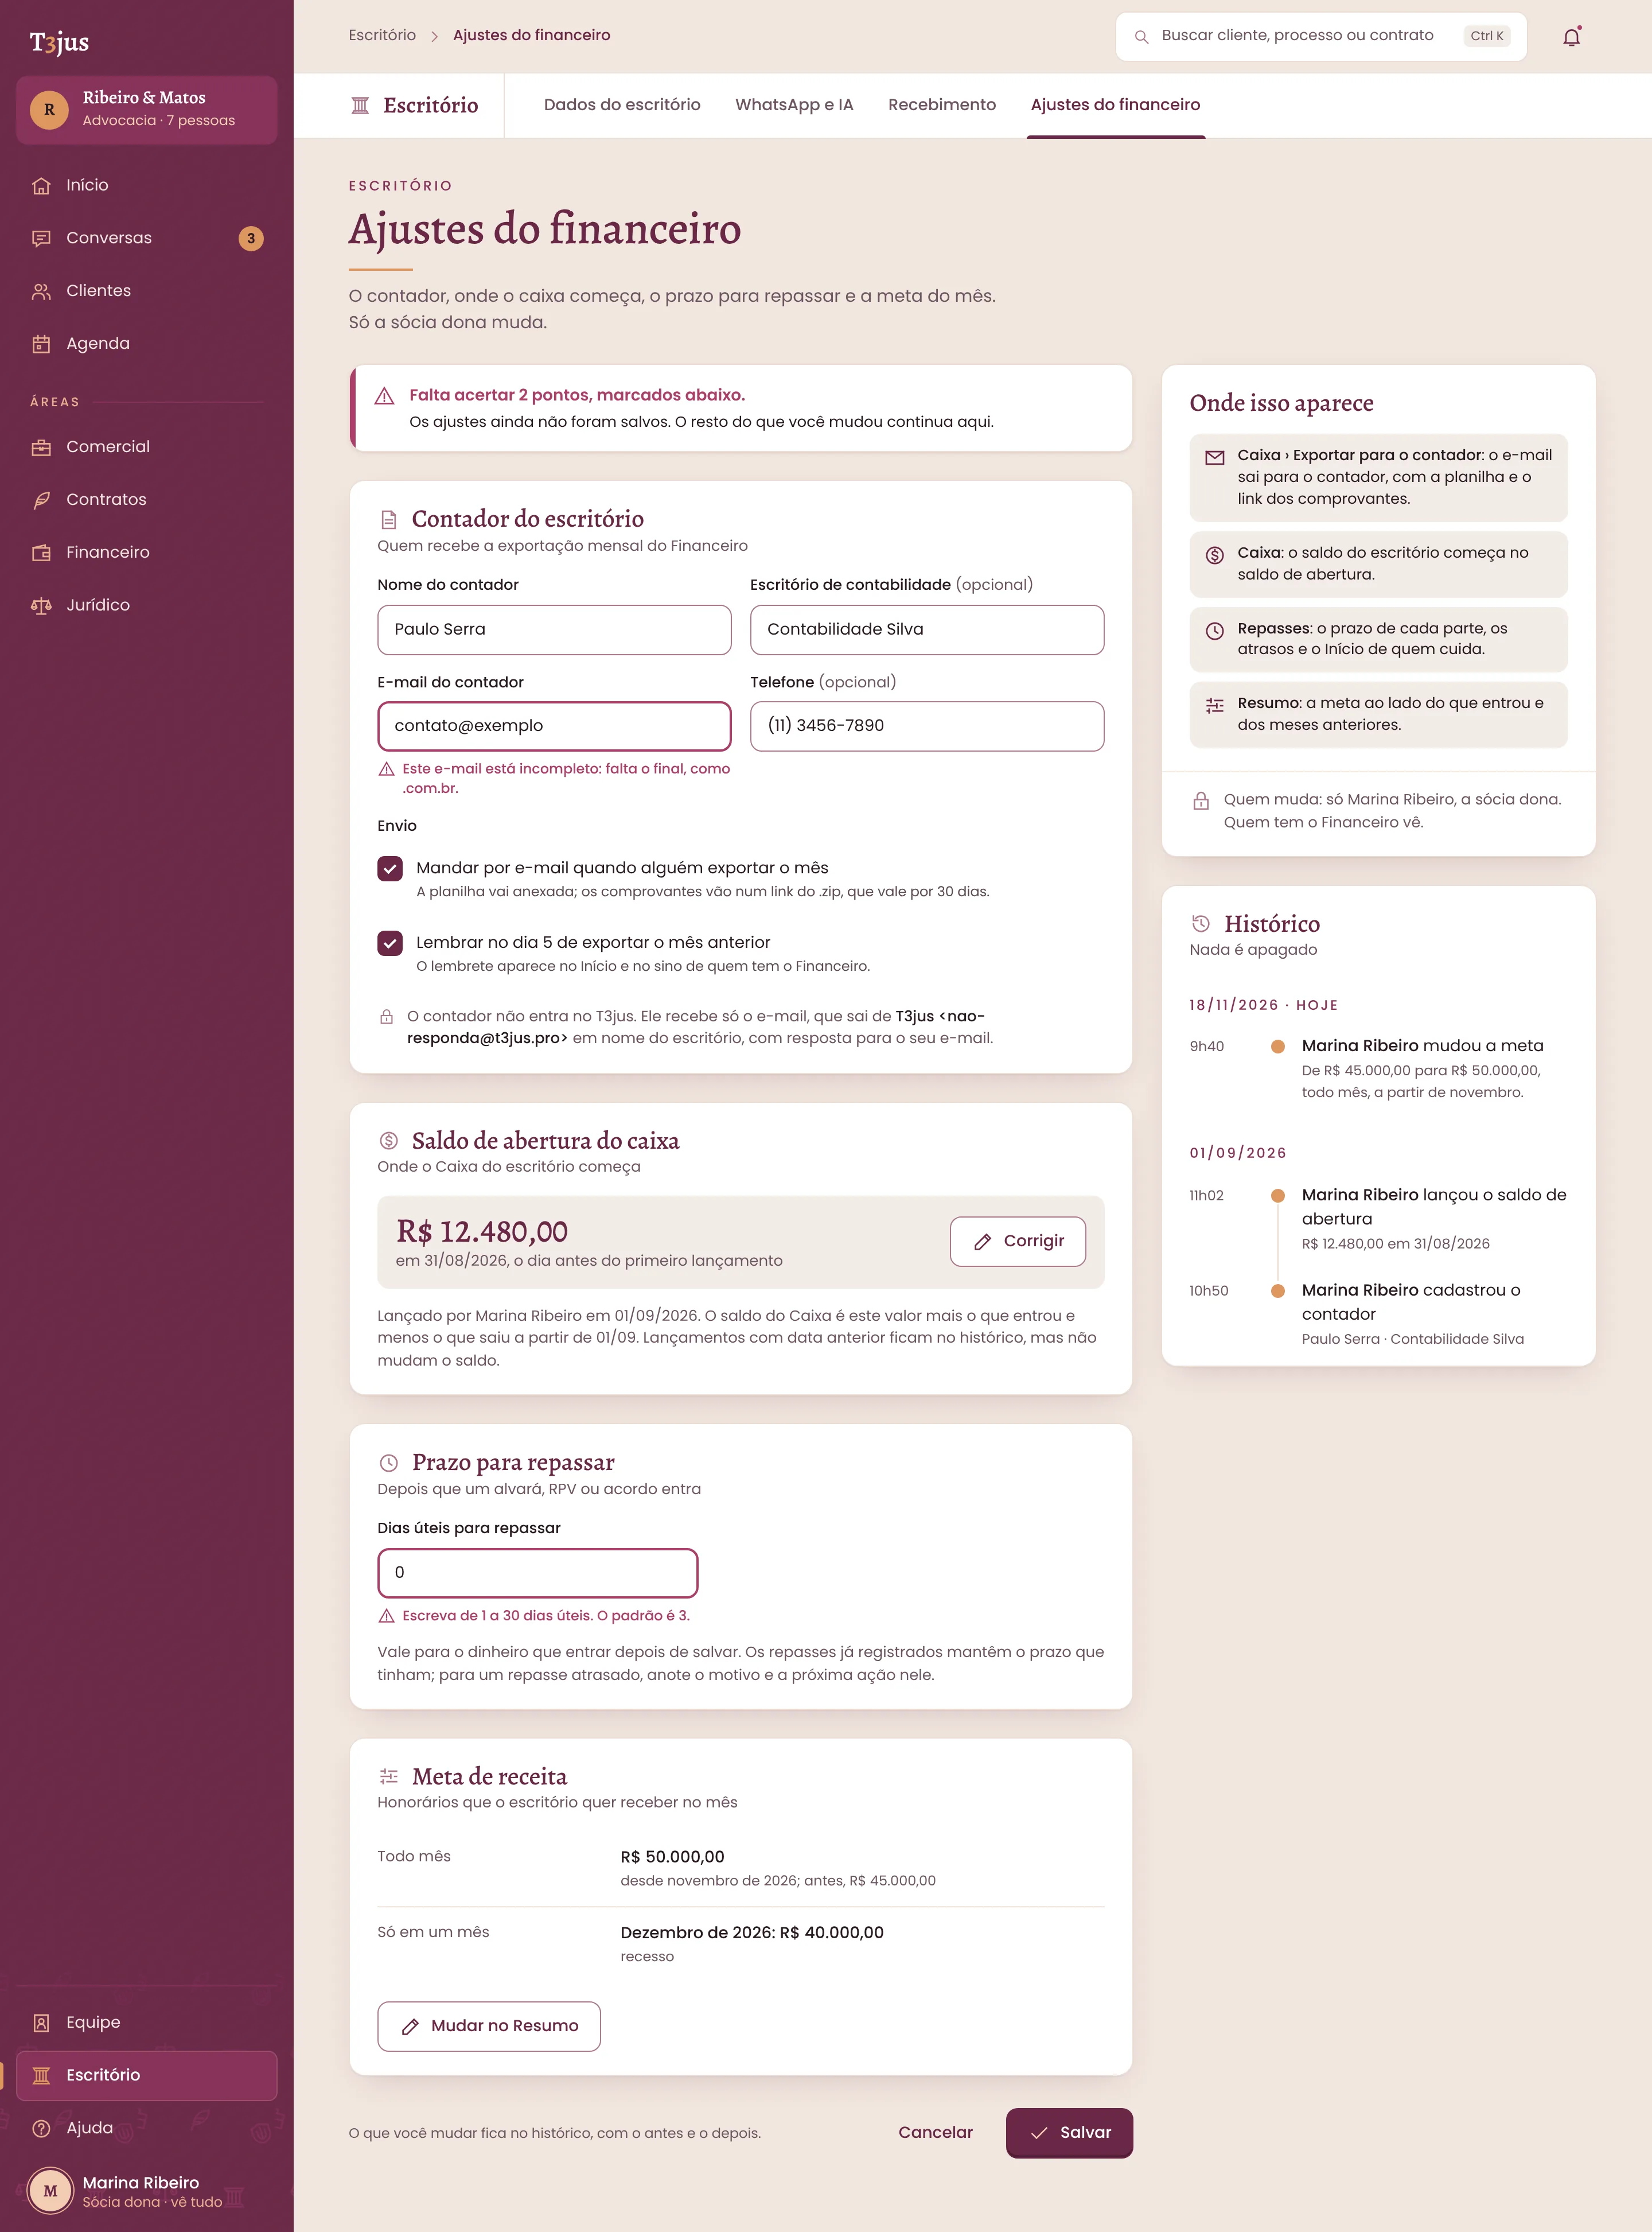 T3jus
R
Ribeiro & Matos
Advocacia · 7 pessoas
Início
Conversas
3
Clientes
Agenda
ÁREAS
Comercial
Contratos
Financeiro
Jurídico
Equipe
Escritório
Ajuda
M
Marina Ribeiro
Sócia dona · vê tudo
Escritório
Ajustes do financeiro
Buscar cliente, processo ou contrato
Ctrl K
Escritório
Dados do escritório
WhatsApp e IA
Recebimento
Ajustes do financeiro
ESCRITÓRIO
Ajustes do financeiro
O contador, onde o caixa começa, o prazo para repassar e a meta do mês.
Só a sócia dona muda.
Falta acertar 2 pontos, marcados abaixo.
Os ajustes ainda não foram salvos. O resto do que você mudou continua aqui.
Contador do escritório
Quem recebe a exportação mensal do Financeiro
Nome do contador
Paulo Serra
Escritório de contabilidade (opcional)
Contabilidade Silva
E-mail do contador
contato@exemplo
Este e-mail está incompleto: falta o final, como
.com.br.
Telefone (opcional)
(11) 3456-7890
Envio
Mandar por e-mail quando alguém exportar o mês
A planilha vai anexada; os comprovantes vão num link do .zip, que vale por 30 dias.
Lembrar no dia 5 de exportar o mês anterior
O lembrete aparece no Início e no sino de quem tem o Financeiro.
O contador não entra no T3jus. Ele recebe só o e-mail, que sai de T3jus <nao-
responda@t3jus.pro> em nome do escritório, com resposta para o seu e-mail.
Saldo de abertura do caixa
Onde o Caixa do escritório começa
R$ 12.480,00
em 31/08/2026, o dia antes do primeiro lançamento
Corrigir
Lançado por Marina Ribeiro em 01/09/2026. O saldo do Caixa é este valor mais o que entrou e
menos o que saiu a partir de 01/09. Lançamentos com data anterior ficam no histórico, mas não
mudam o saldo.
Prazo para repassar
Depois que um alvará, RPV ou acordo entra
Dias úteis para repassar
0
Escreva de 1 a 30 dias úteis. O padrão é 3.
Vale para o dinheiro que entrar depois de salvar. Os repasses já registrados mantêm o prazo que
tinham; para um repasse atrasado, anote o motivo e a próxima ação nele.
Meta de receita
Honorários que o escritório quer receber no mês
Todo mês
R$ 50.000,00
desde novembro de 2026; antes, R$ 45.000,00
Só em um mês
Dezembro de 2026: R$ 40.000,00
recesso
Mudar no Resumo
O que você mudar fica no histórico, com o antes e o depois.
Cancelar
Salvar
Onde isso aparece
Caixa › Exportar para o contador: o e-mail
sai para o contador, com a planilha e o
link dos comprovantes.
Caixa: o saldo do escritório começa no
saldo de abertura.
Repasses: o prazo de cada parte, os
atrasos e o Início de quem cuida.
Resumo: a meta ao lado do que entrou e
dos meses anteriores.
Quem muda: só Marina Ribeiro, a sócia dona.
Quem tem o Financeiro vê.
Histórico
Nada é apagado
18/11/2026 · HOJE
9h40
Marina Ribeiro mudou a meta
De R$ 45.000,00 para R$ 50.000,00,
todo mês, a partir de novembro.
01/09/2026
11h02
Marina Ribeiro lançou o saldo de
abertura
R$ 12.480,00 em 31/08/2026
10h50
Marina Ribeiro cadastrou o
contador
Paulo Serra · Contabilidade Silva